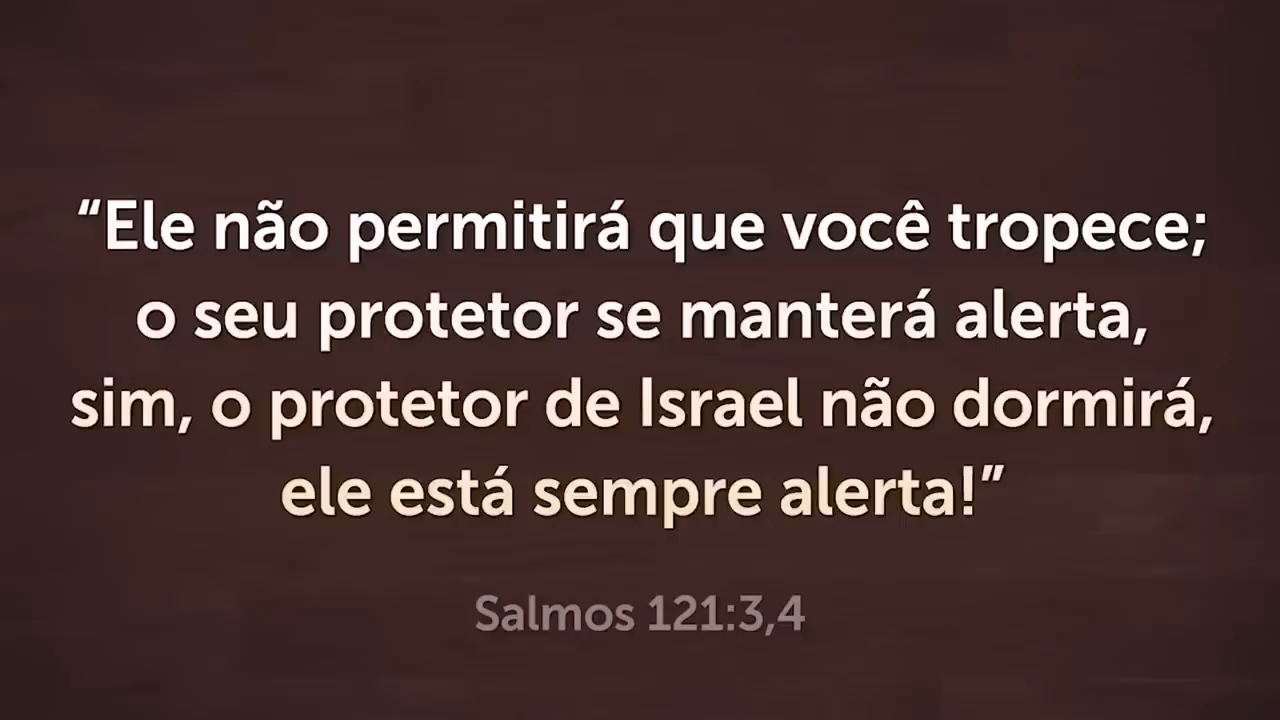 “Ele não permitirá que você tropece;
o seu protetor se manterá alerta,
sim, o protetor de Israel não dormirá,
ele está sempre alerta!”
Salmos 121:3,4